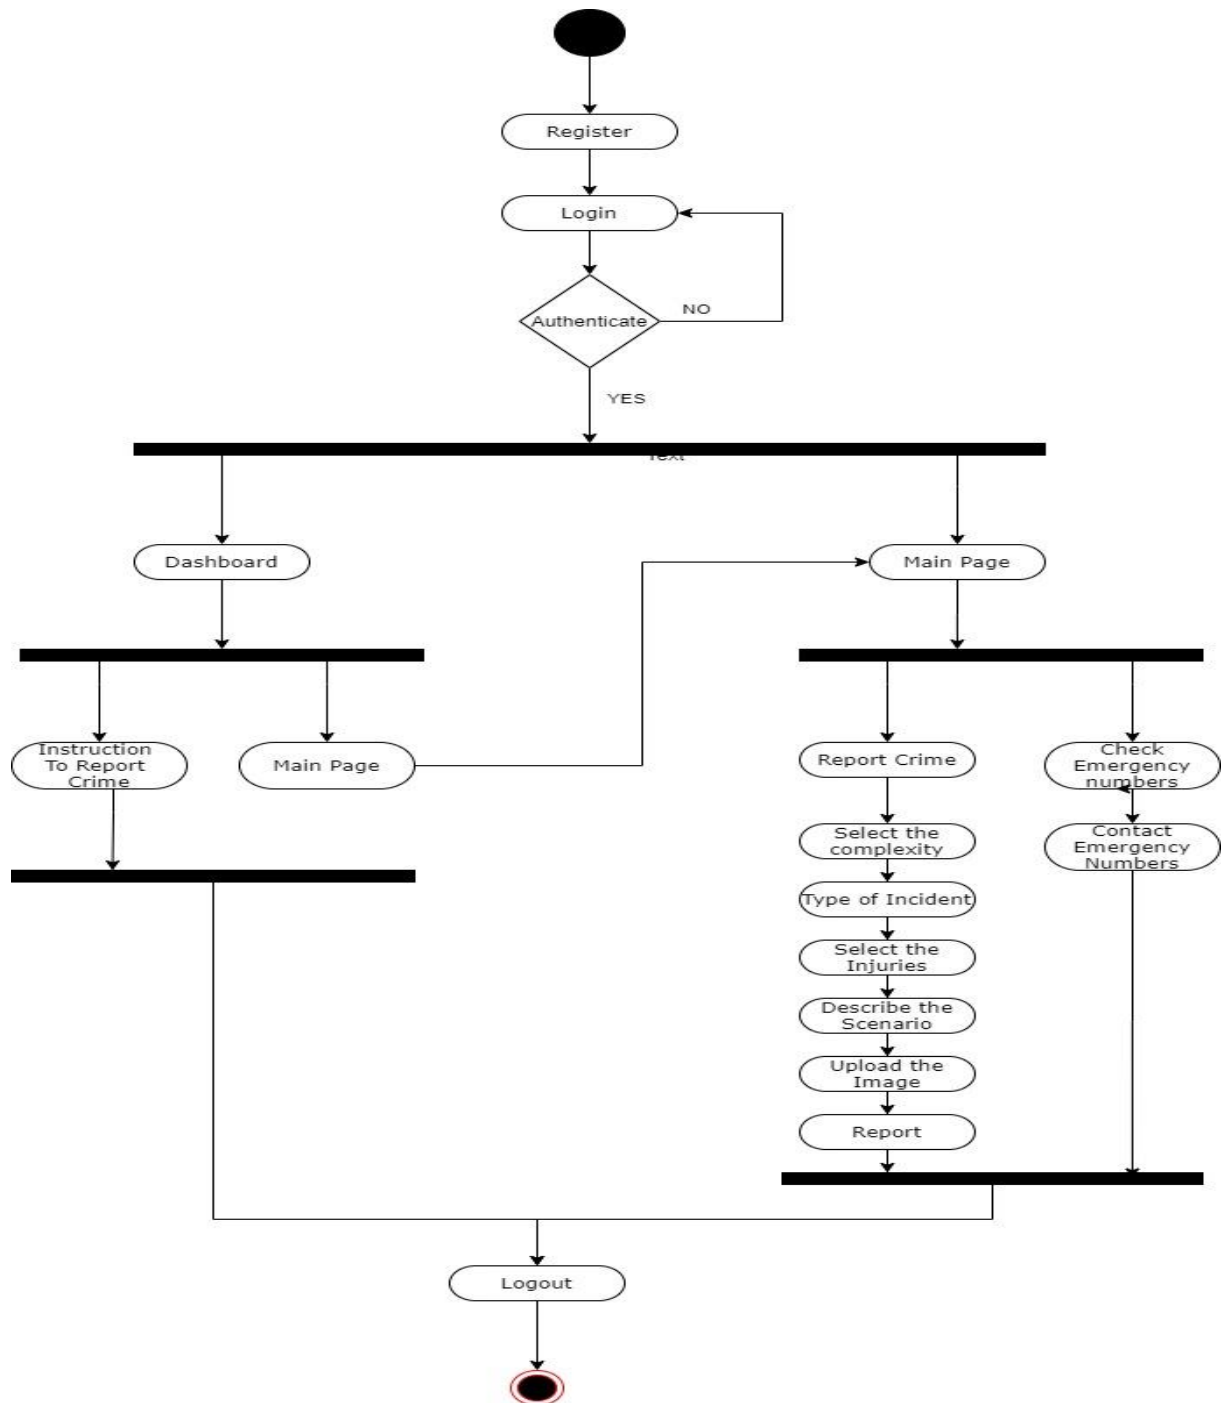 Register
Login
Authenticate
NO
YES
Text
Dashboard
Main Page
Instruction
To Report
Crime
Main Page
Report Crime
Check
Emergency
numbers
Select the
complexity
Contact
Emergency
Numbers
Type of Incident
Select the
Injuries
Describe the
Scenario
Upload the
Image
Report
Logout